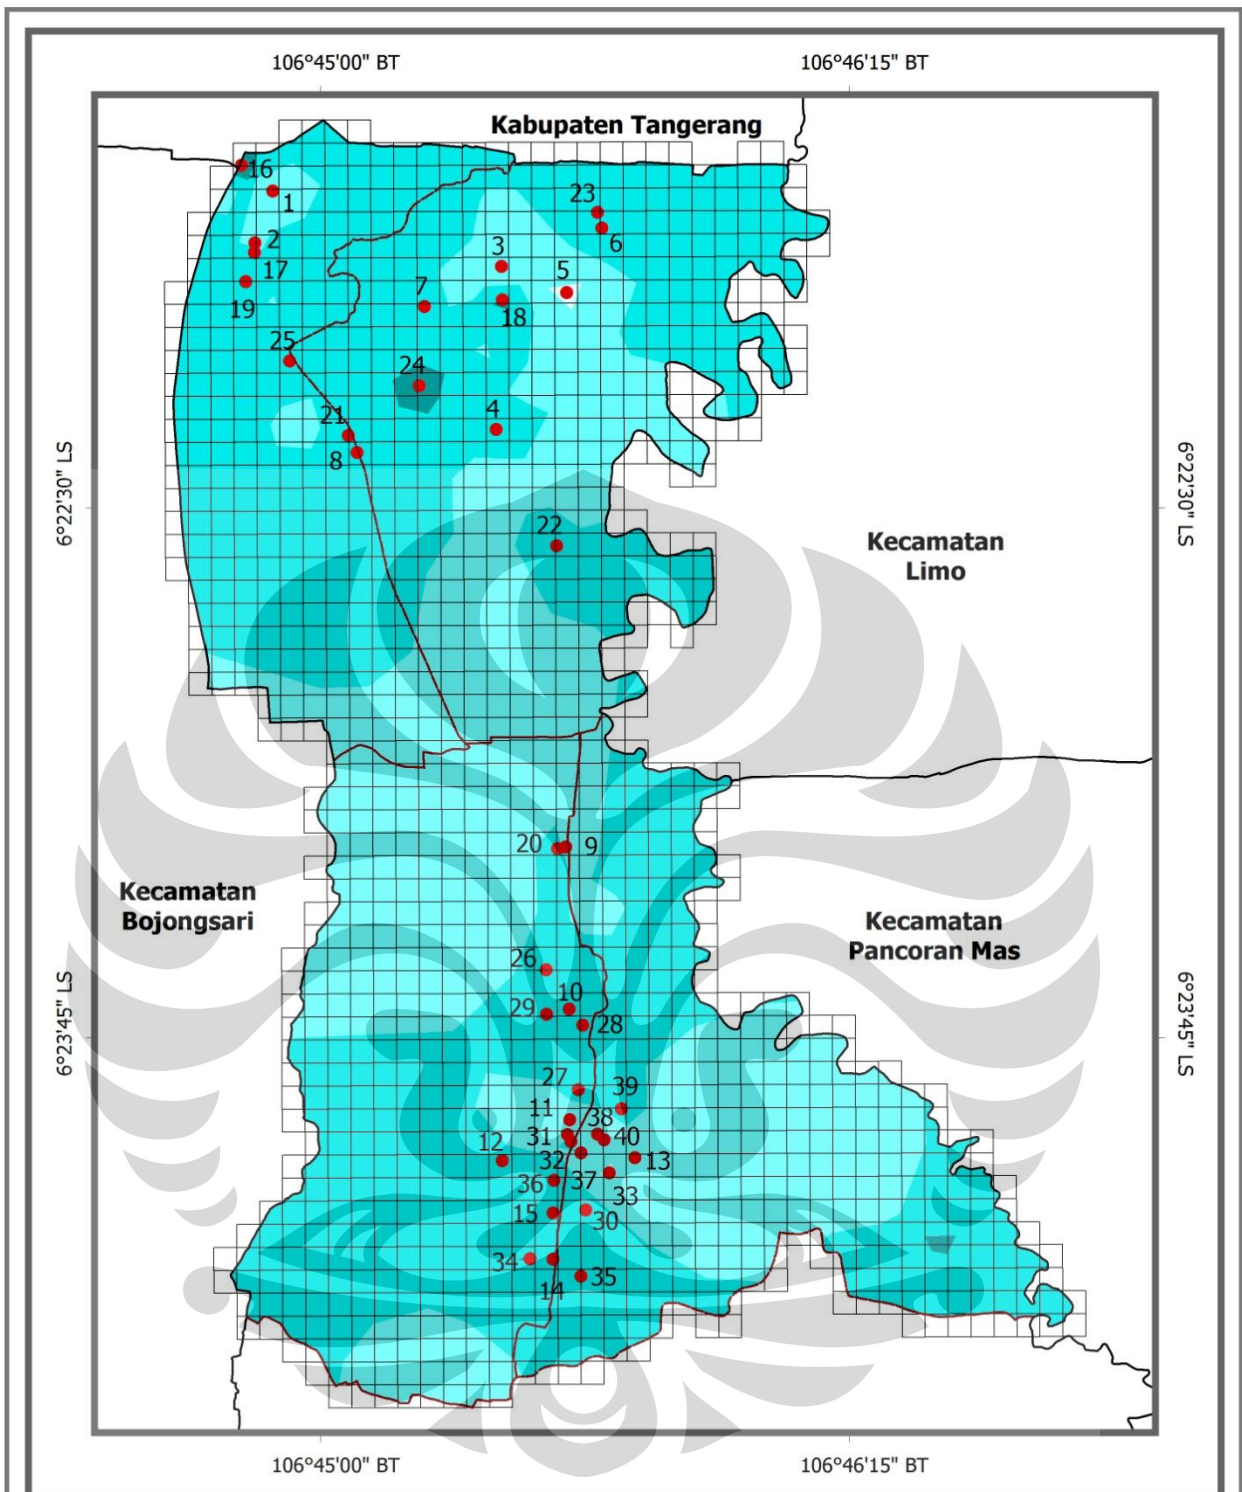 106°45'00" BT
106°46'15" BT
Kabupaten Tangerang
16
1
23
2
6
3
17
5
19
7
18
25
24
21
4
8
6°22'30" LS
6°22'30" LS
22
Kecamatan
Limo
20
9
Kecamatan
Bojongsari
Kecamatan
Pancoran Mas
26
10
29
28
6°23'45" LS
6°23'45" LS
27
39
11
38
31
40
12
32
13
36
37
33
15
30
34
35
14
106°45'00" BT
106°46'15" BT